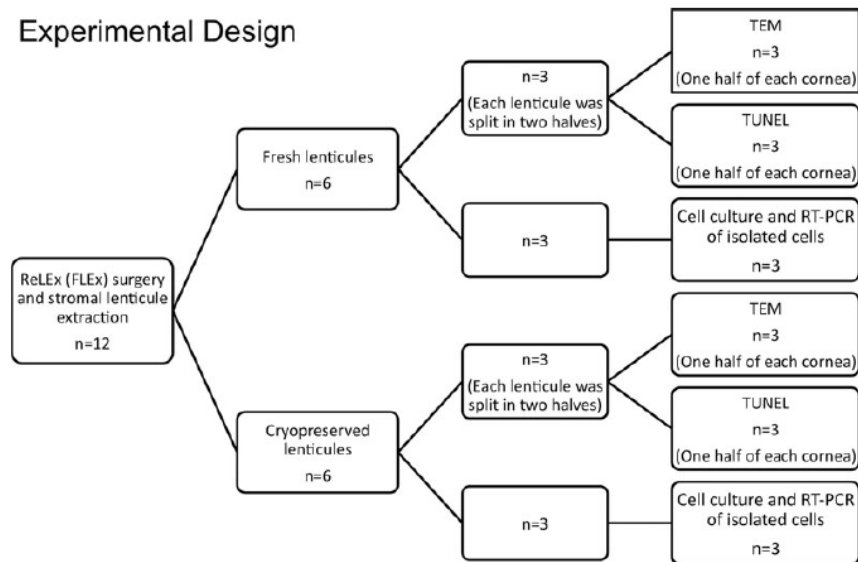 Experimental Design
ReLEx (FLEx) surgery
and stromal lenticule
extraction
n=12
Fresh lenticules
n=6
n=3
(Each lenticule was
split in two halves)
TEM
n=3
(One half of each cornea)
TUNEL
n=3
(One half of each cornea)
n=3
Cell culture and RT-PCR
of isolated cells
n=3
Cryopreserved
lenticules
n=6
n=3
(Each lenticule was
split in two halves)
TEM
n=3
(One half of each cornea)
TUNEL
n=3
(One half of each cornea)
n=3
Cell culture and RT-PCR
of isolated cells
n=3